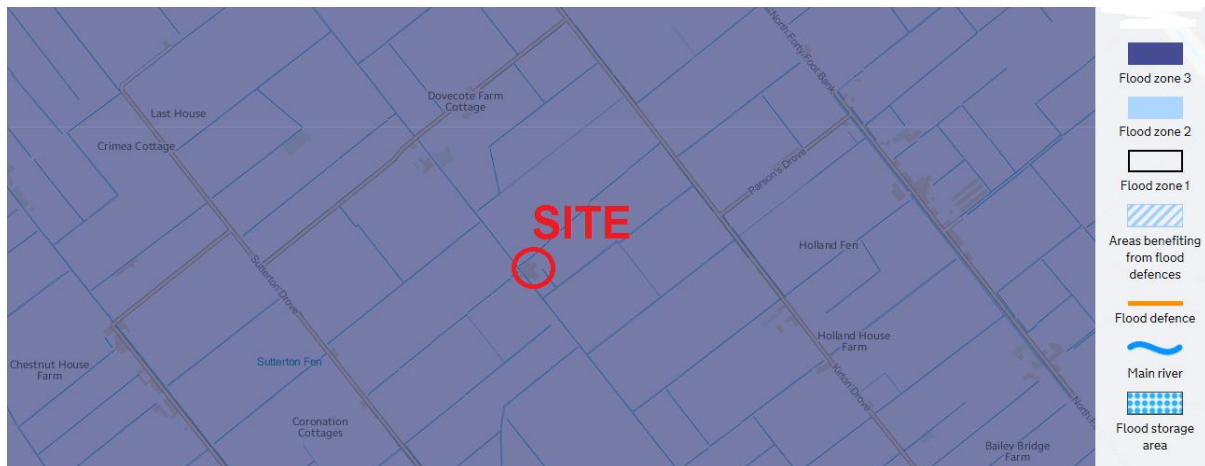 North Forty Foot Bank
Dovecote Farm
Cottage
Last House
Crimea Cottage
Parson's Drove
SITE
Holland Fen
Sutterton Drove
Holland House
Farm
Chestnut House
Farm
Sutterton Fen
Kirton Drove
Coronation
Cottages
Bailey Bridge
Farm
Flood zone 3
Flood zone 2
Flood zone 1
Areas benefiting
from flood
defences
Flood defence
Main river
Flood storage
area